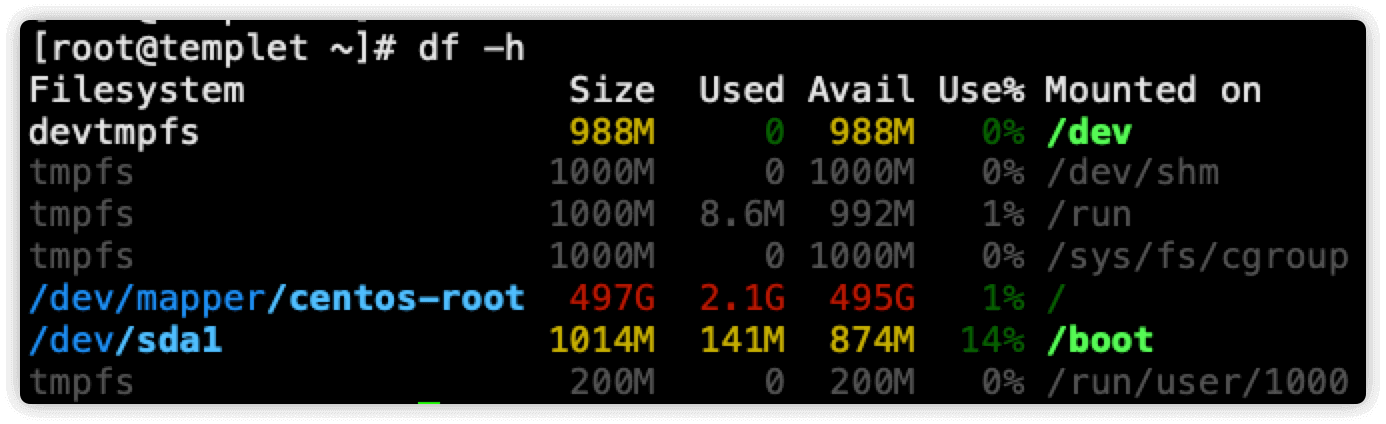 [root@templet ~]# df -h
Filesystem Size Used Avail Use% Mounted on
devtmpfs 988M 0 988M 0% /dev
tmpfs 1000M 0 1000M 0% /dev/shm
tmpfs 1000M 8.6M 992M 1% /run
tmpfs 1000M 0 1000M 0% /sys/fs/cgroup
/dev/mapper/centos-root 497G 2.1G 495G 1% /
/dev/sda1 1014M 141M 874M 14% /boot
tmpfs 200M 0 200M 0% /run/user/1000